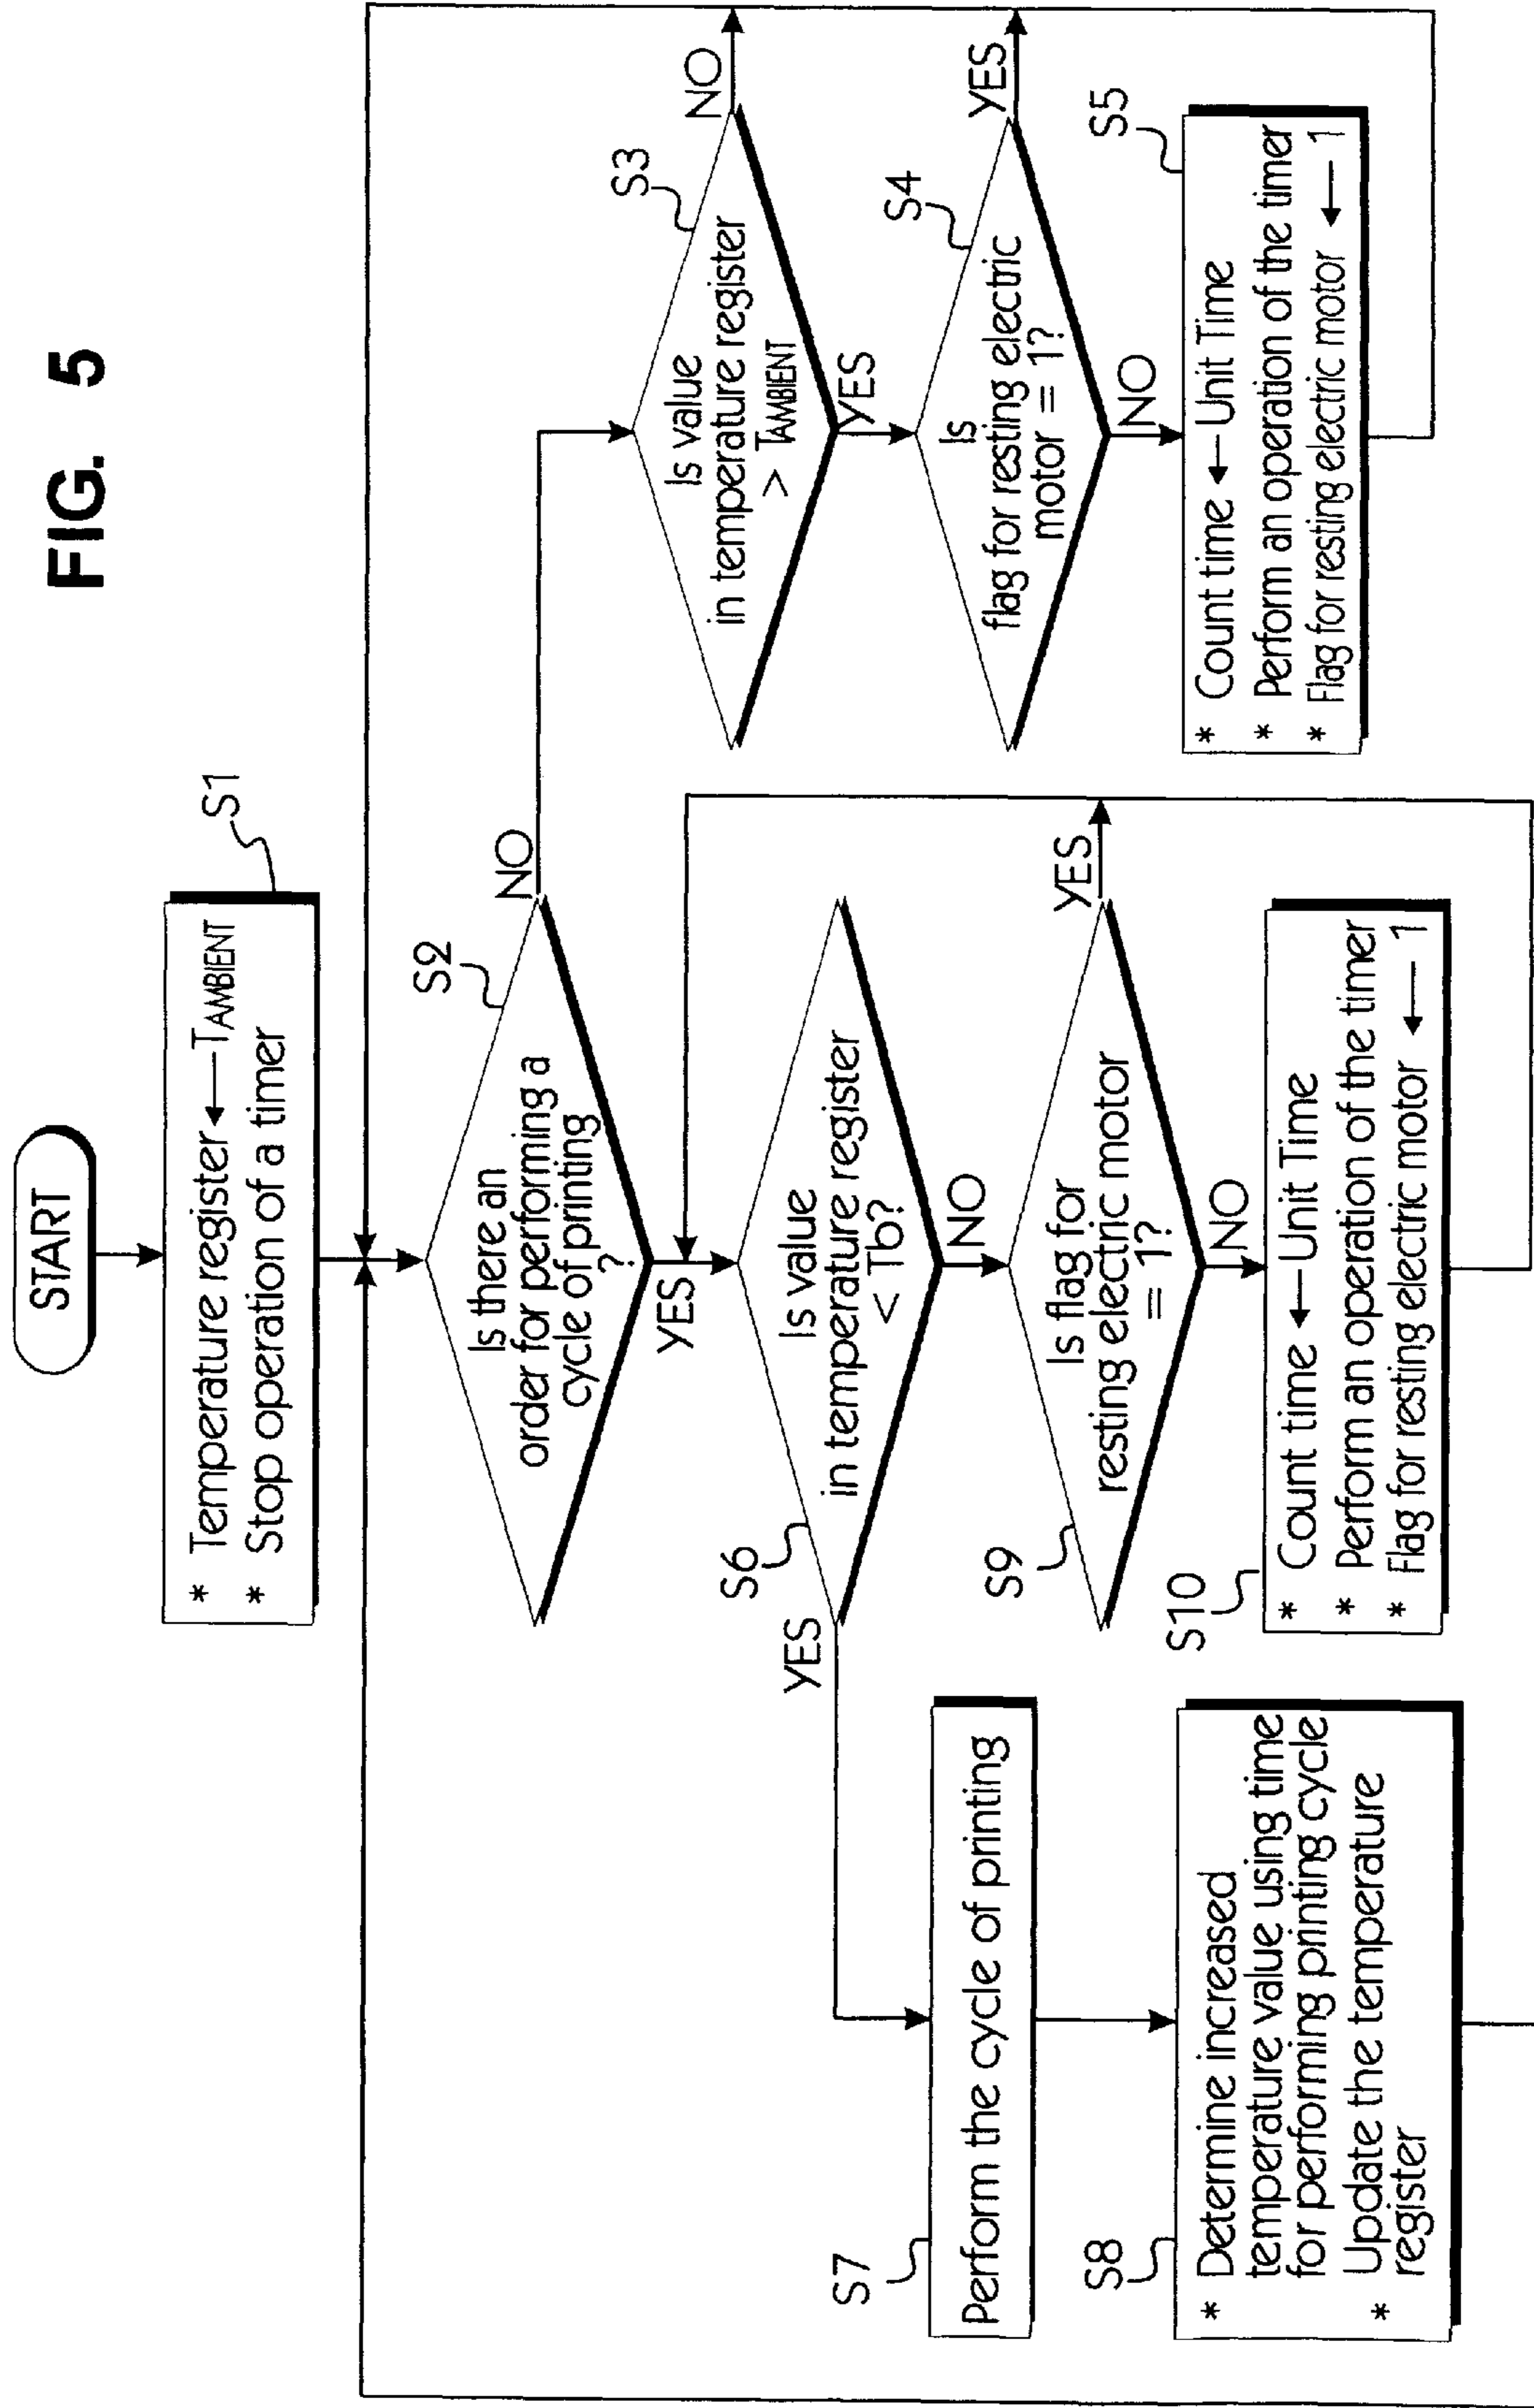 FIG. 5
START
* Temperature register ← TAMBIENT
* Stop operation of a timer
S1
Is there an
order for performing a
cycle of printing
?
S2
NO
YES
Is value
in temperature register
> TAMBIENT
S3
NO
YES
Is
flag for resting electric
motor = 1?
S4
YES
NO
* Count time ← Unit Time
* Perform an operation of the timer
* Flag for resting electric motor ← 1
S5
Is value
in temperature register
< Tb?
S6
YES
NO
Perform the cycle of printing
S7
* Determine increased
temperature value using time
for performing printing cycle
* Update the temperature
register
S8
Is flag for
resting electric motor
= 1?
S9
YES
NO
* Count time ← Unit Time
* Perform an operation of the timer
* Flag for resting electric motor ← 1
S10